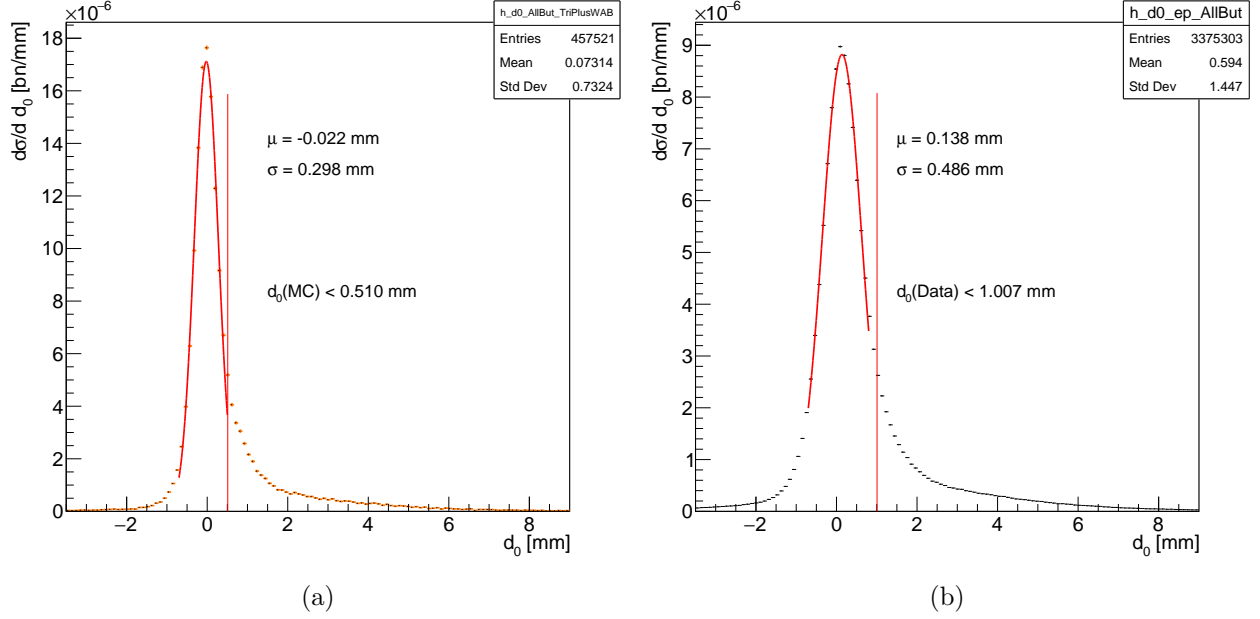 ×10⁻⁶
h_d0_AllBut_TriPlusWAB
Entries 457521
Mean 0.07314
Std Dev 0.7324
dσ/d d₀ [bn/mm]
18
16
14
12
10
8
6
4
2
0
μ = -0.022 mm
σ = 0.298 mm
d₀(MC) < 0.510 mm
−2 0 2 4 6 8
d₀ [mm]
(a)
×10⁻⁶
h_d0_ep_AllBut
Entries 3375303
Mean 0.594
Std Dev 1.447
dσ/d d₀ [bn/mm]
9
8
7
6
5
4
3
2
1
0
μ = 0.138 mm
σ = 0.486 mm
d₀(Data) < 1.007 mm
−2 0 2 4 6 8
d₀ [mm]
(b)